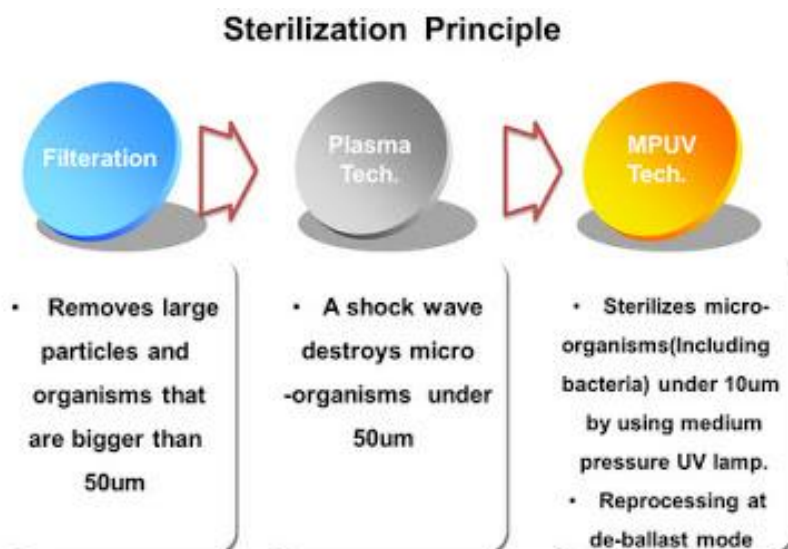 Sterilization Principle
Filteration
Plasma
Tech.
MPUV
Tech.
• Removes large
particles and
organisms that
are bigger than
50um
• A shock wave
destroys micro
-organisms under
50um
• Sterilizes micro-
organisms(Including
bacteria) under 10um
by using medium
pressure UV lamp.
• Reprocessing at
de-ballast mode